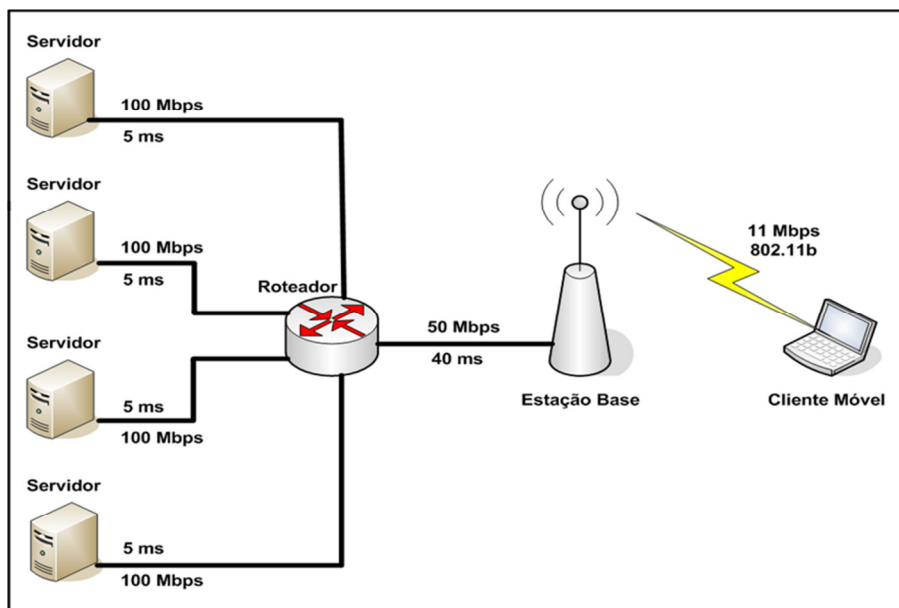 Servidor
100 Mbps
5 ms
Servidor
100 Mbps
5 ms
Roteador
50 Mbps
40 ms
Estação Base
11 Mbps
802.11b
Cliente Móvel
Servidor
5 ms
100 Mbps
Servidor
5 ms
100 Mbps